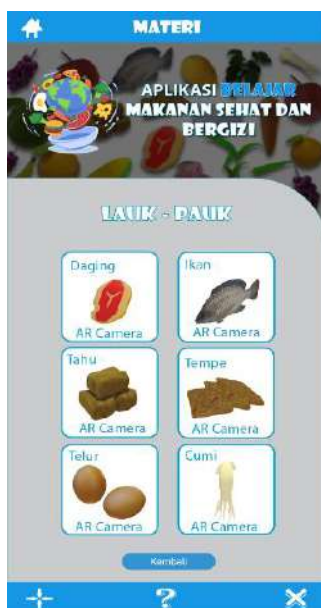 MATERI
APLIKASI BELAJAR
MAKANAN SEHAT DAN
BERGIZI
LAUK - PAUK
Daging
AR Camera
Ikan
AR Camera
Tahu
AR Camera
Tempe
AR Camera
Telur
AR Camera
Cumi
AR Camera
Kembali
?